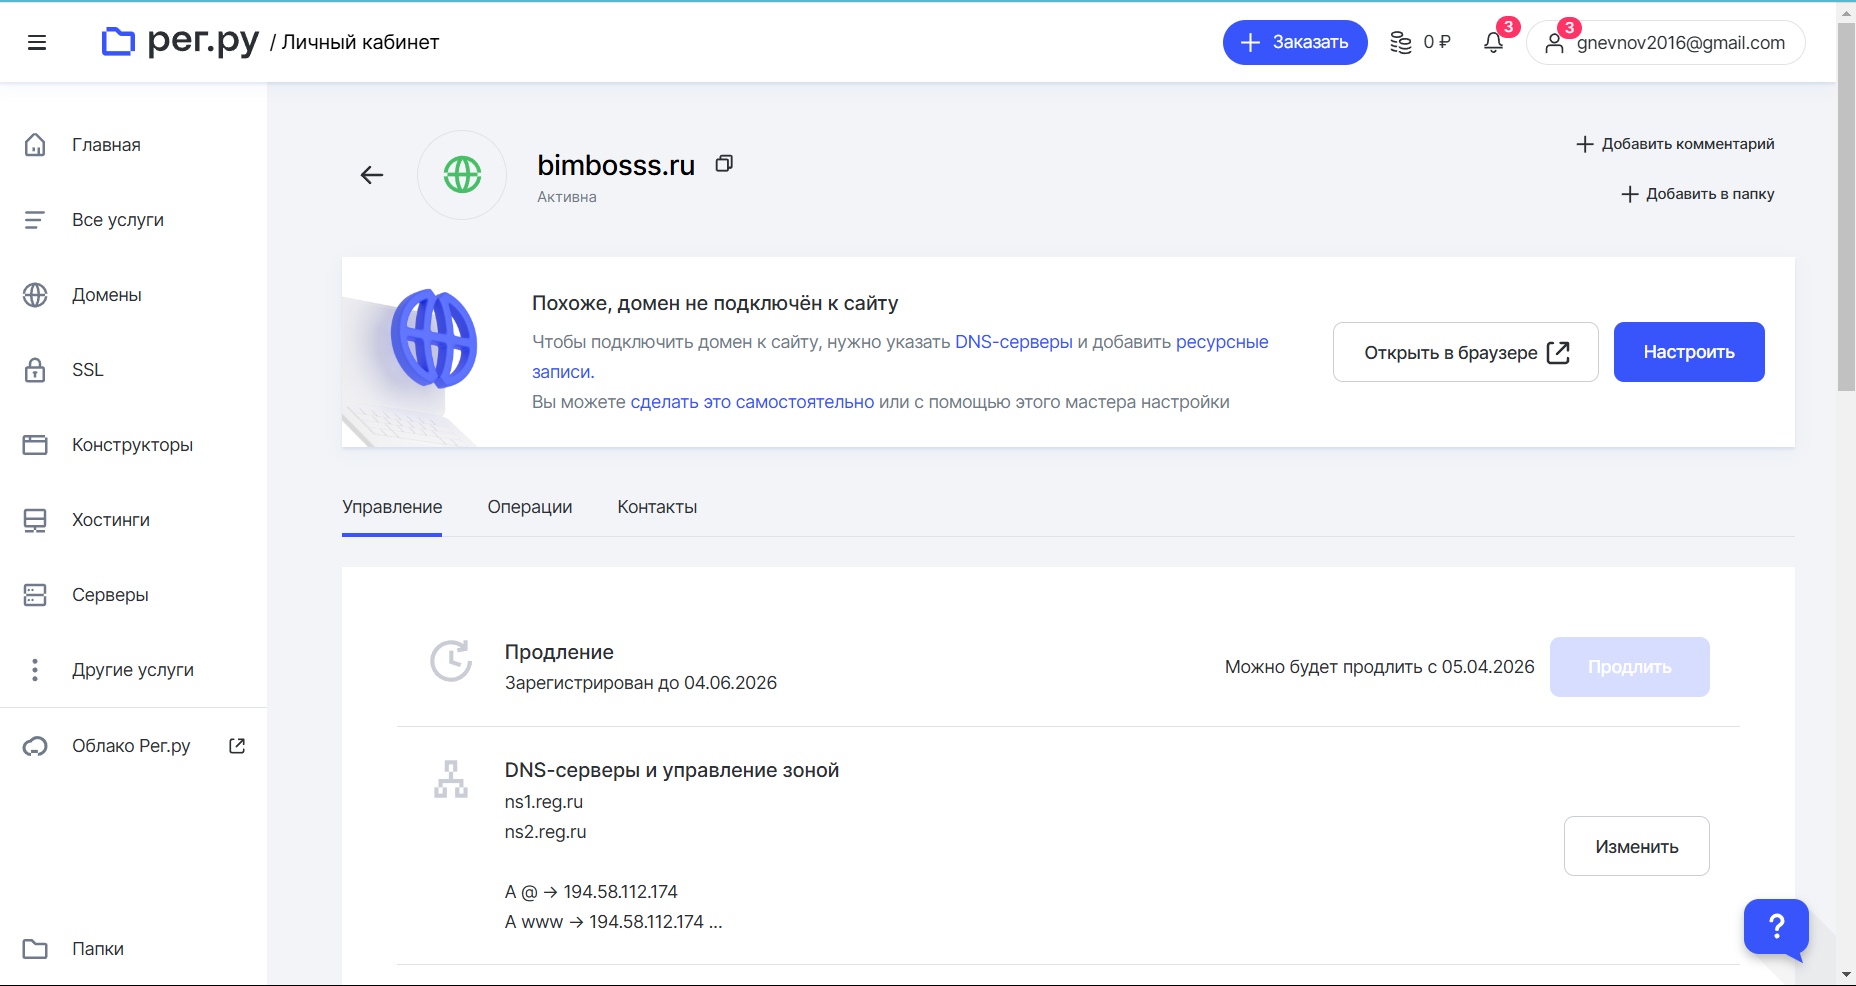 рег.ру / Личный кабинет
Заказать
0 ₽
3
3
gnevnov2016@gmail.com
Главная
Все услуги
Домены
SSL
Конструкторы
Хостинги
Серверы
Другие услуги
Облако Рег.ру
Папки
bimbosss.ru
Активна
Добавить комментарий
Добавить в папку
Похоже, домен не подключён к сайту
Чтобы подключить домен к сайту, нужно указать DNS-серверы и добавить ресурсные
записи.
Вы можете сделать это самостоятельно или с помощью этого мастера настройки
Открыть в браузере
Настроить
Управление
Операции
Контакты
Продление
Зарегистрирован до 04.06.2026
Можно будет продлить с 05.04.2026
Продлить
DNS-серверы и управление зоной
ns1.reg.ru
ns2.reg.ru
A @ → 194.58.112.174
A www → 194.58.112.174 ...
Изменить
?